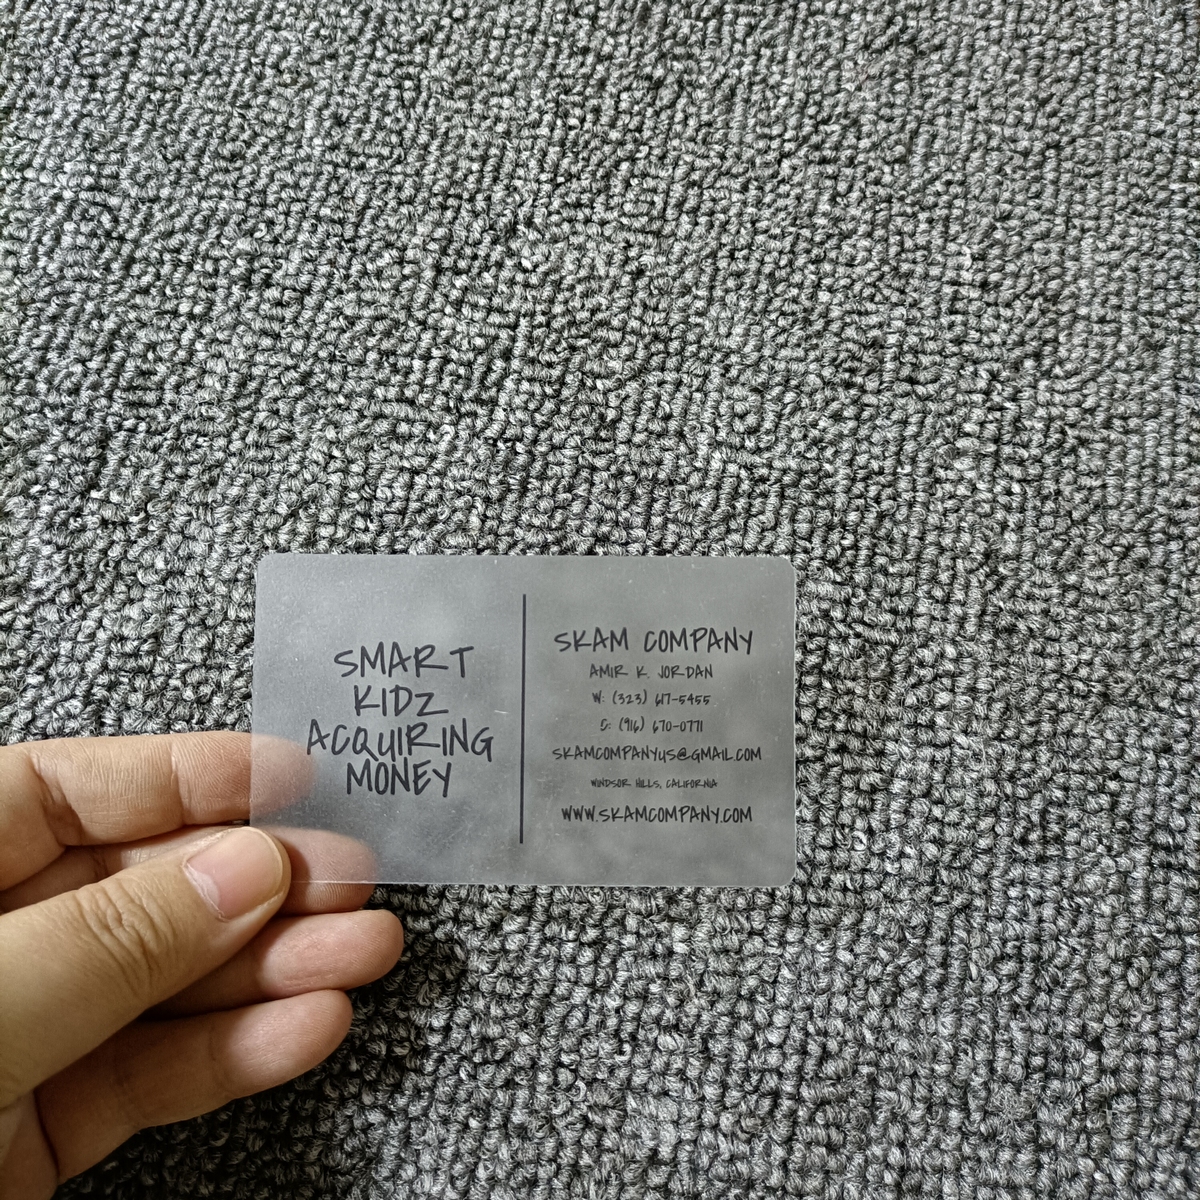 SMART
KIDZ
ACQUIRING
MONEY
SKAM COMPANY
AMIR K. JORDAN
W: (323) 617-5455
C: (916) 670-0771
SKAMCOMPANYUS@GMAIL.COM
WINDSOR HILLS, CALIFORNIA
WWW.SKAMCOMPANY.COM